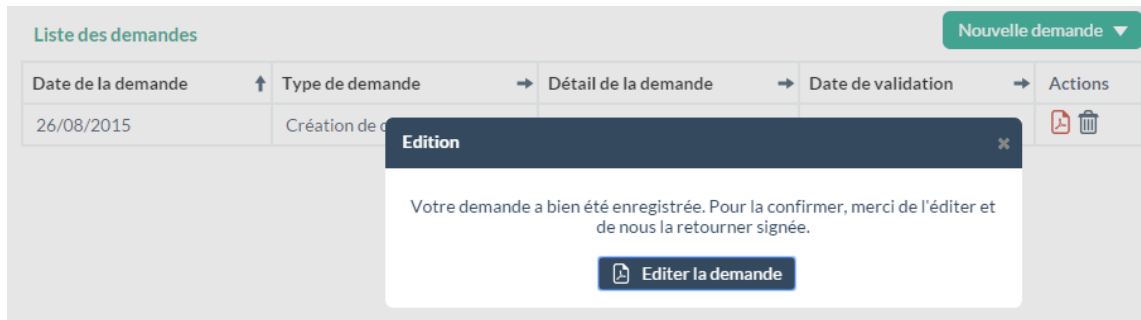 Liste des demandes
Nouvelle demande
Date de la demande Type de demande Détail de la demande Date de validation Actions
26/08/2015 Création de
Edition
Votre demande a bien été enregistrée. Pour la confirmer, merci de l'éditer et
de nous la retourner signée.
Editer la demande